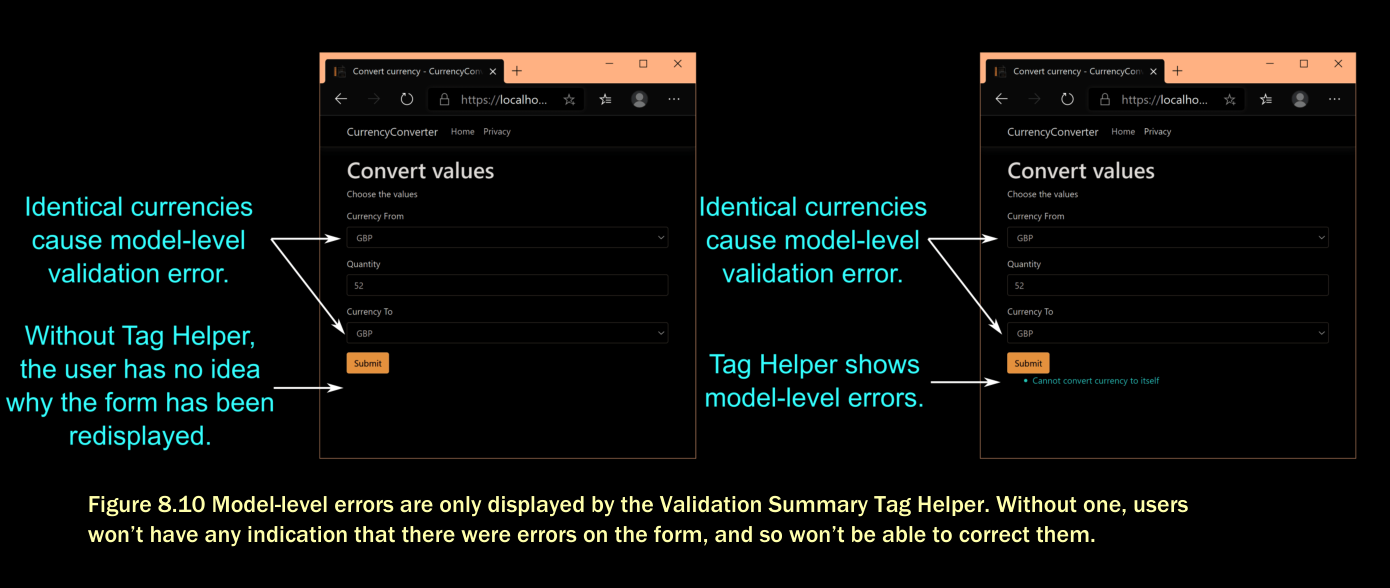 Convert currency - CurrencyCon
https://localho...
CurrencyConverter Home Privacy
Convert values
Choose the values
Currency From
GBP
Quantity
52
Currency To
GBP
Submit
Identical currencies
cause model-level
validation error.
Without Tag Helper,
the user has no idea
why the form has been
redisplayed.
Convert currency - CurrencyCon
https://localho...
CurrencyConverter Home Privacy
Convert values
Choose the values
Currency From
GBP
Quantity
52
Currency To
GBP
Submit
• Cannot convert currency to itself
Identical currencies
cause model-level
validation error.
Tag Helper shows
model-level errors.
Figure 8.10 Model-level errors are only displayed by the Validation Summary Tag Helper. Without one, users
won’t have any indication that there were errors on the form, and so won’t be able to correct them.